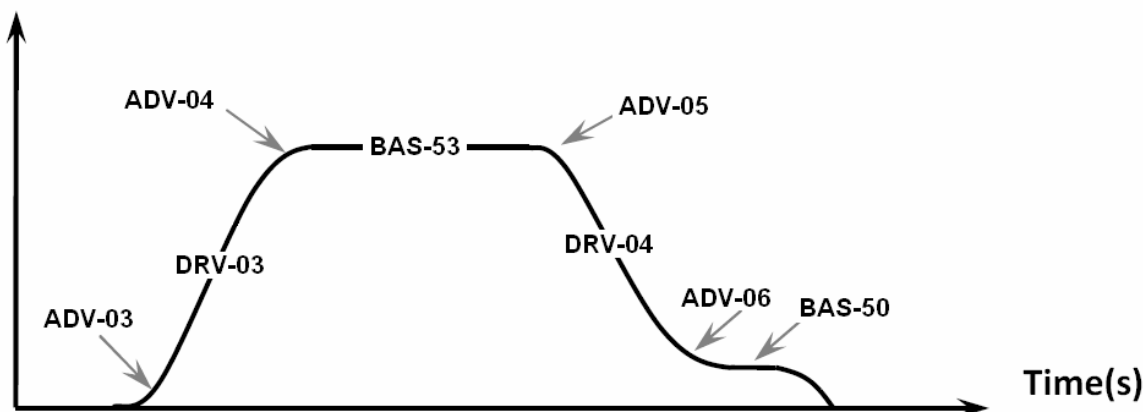 ADV-04
ADV-05
BAS-53
DRV-04
DRV-03
ADV-06
BAS-50
ADV-03
Time(s)